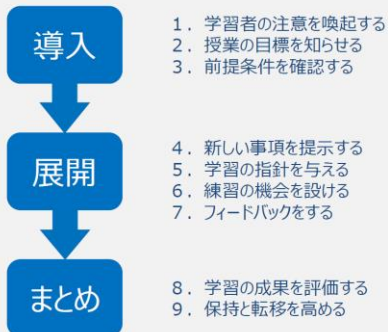 導入
1．学習者の注意を喚起する
2．授業の目標を知らせる
3．前提条件を確認する
展開
4．新しい事項を提示する
5．学習の指針を与える
6．練習の機会を設ける
7．フィードバックをする
まとめ
8．学習の成果を評価する
9．保持と転移を高める